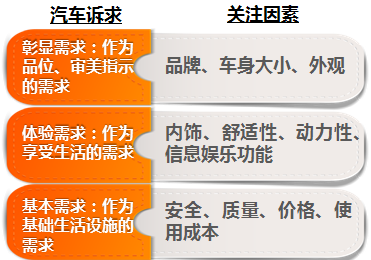 汽车诉求
关注因素
彰显需求：作为
品位、审美指示
的需求
品牌、车身大小、外观
体验需求：作为
享受生活的需求
内饰、舒适性、动力性、
信息娱乐功能
基本需求：作为
基础生活设施的
需求
安全、质量、价格、使
用成本